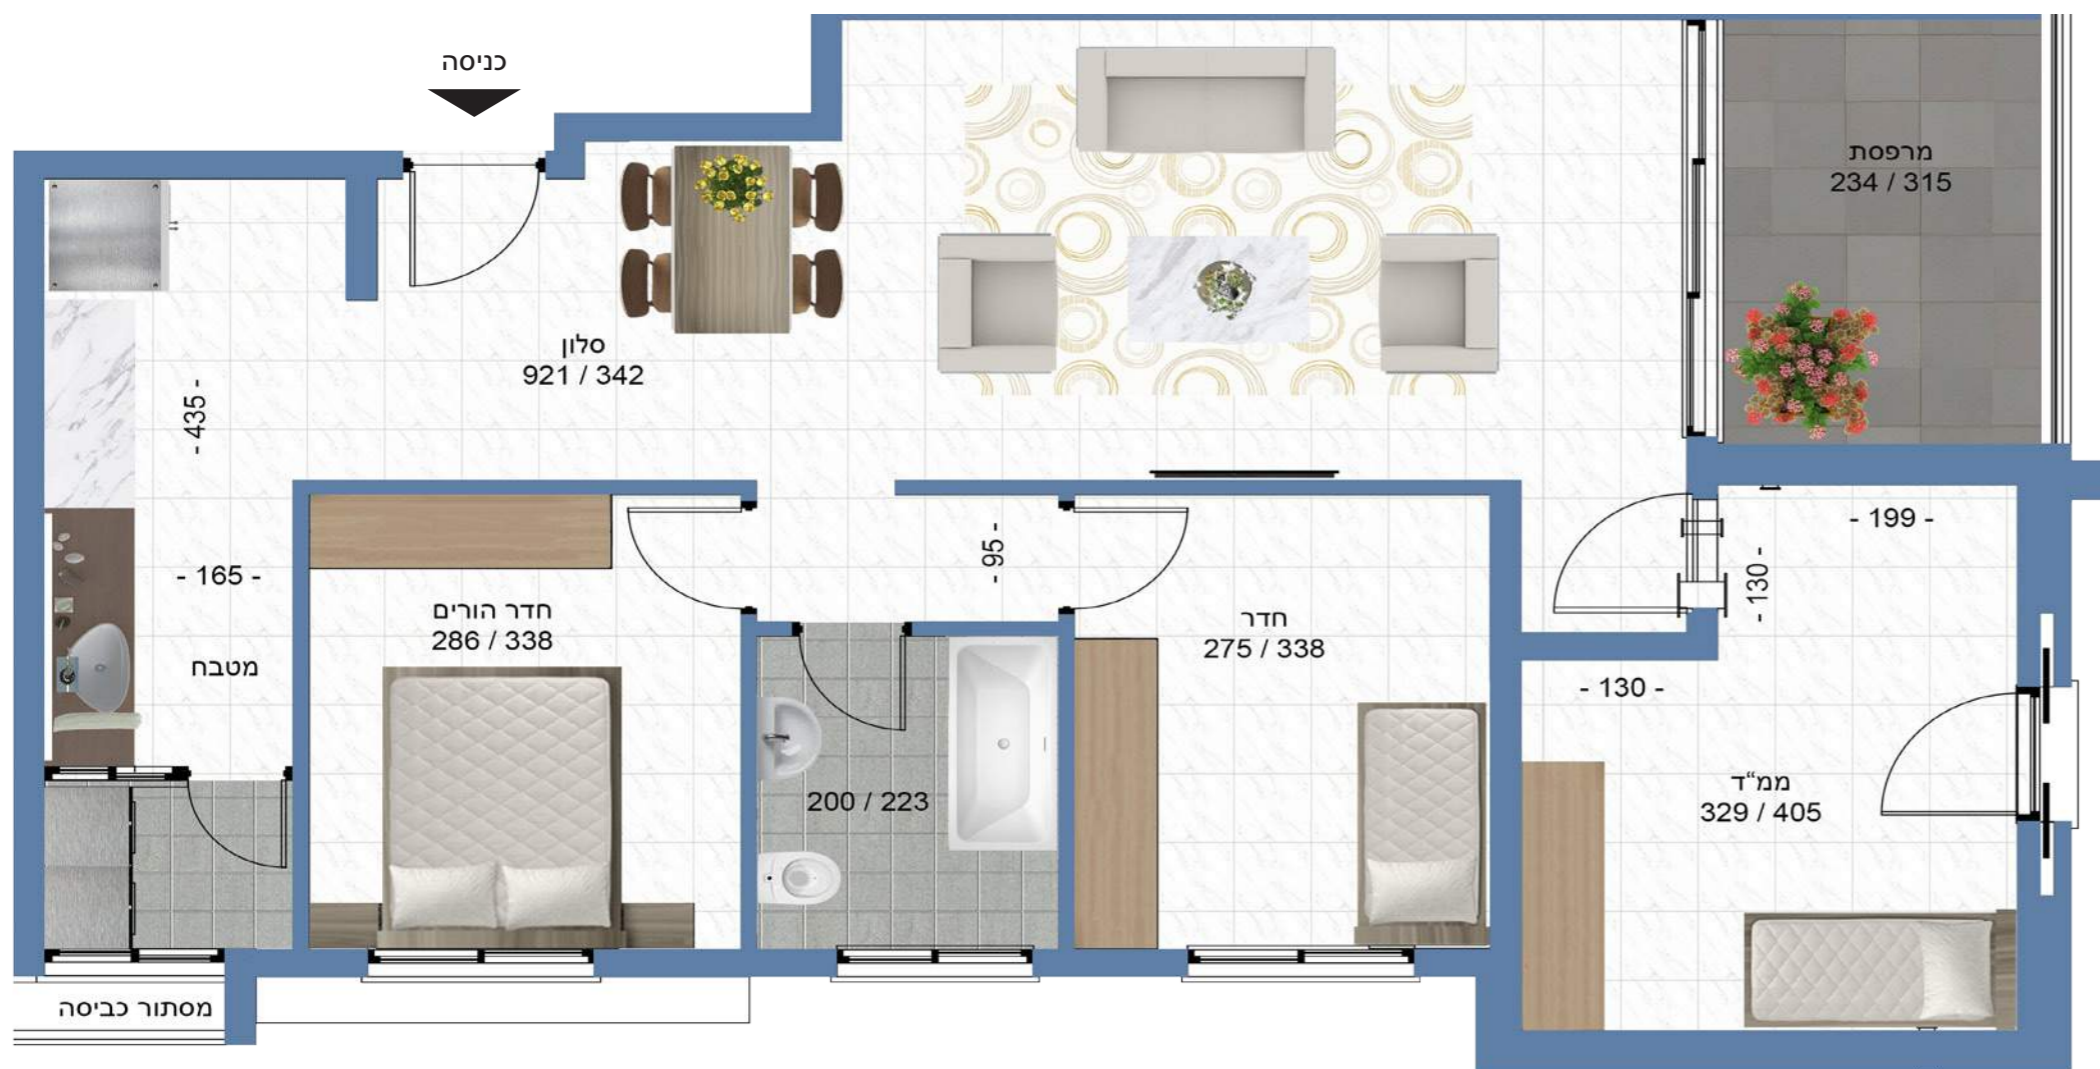 כניסה
מרפסת
234 / 315
סלון
921 / 342
- 435 -
- 165 -
מטבח
חדר הורים
286 / 338
- 95 -
200 / 223
חדר
275 / 338
- 199 -
- 130 -
- 130 -
ממ"ד
329 / 405
מסתור כביסה